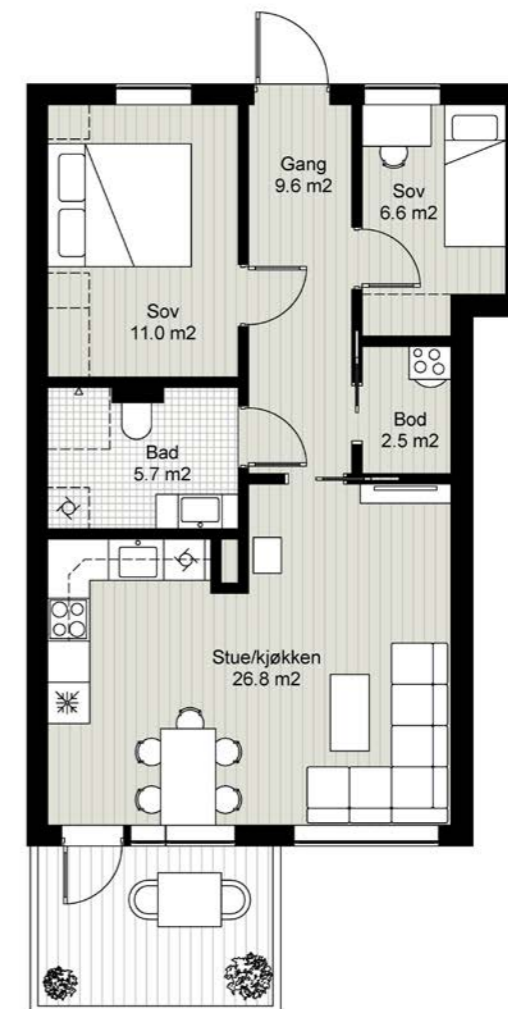 Gang
9.6 m2
Sov
6.6 m2
Sov
11.0 m2
Bod
2.5 m2
Bad
5.7 m2
Stue/kjøkken
26.8 m2